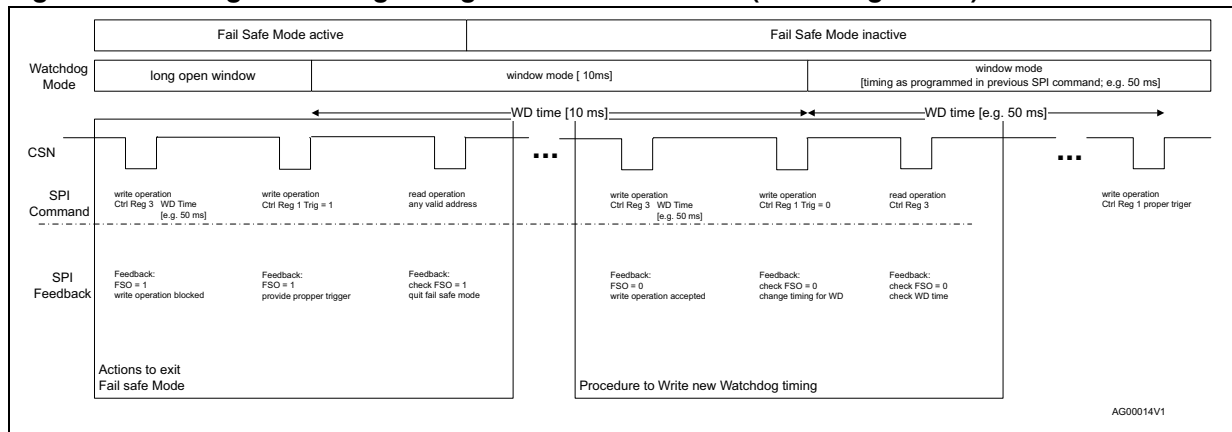 Fail Safe Mode active
Fail Safe Mode inactive
Watchdog
Mode
long open window
window mode [ 10ms]
window mode
[timing as programmed in previous SPI command; e.g. 50 ms]
WD time [10 ms]
WD time [e.g. 50 ms]
CSN
...
...
SPI
Command
write operation
Ctrl Reg 3 WD Time
[e.g. 50 ms]
write operation
Ctrl Reg 1 Trig = 1
read operation
any valid address
write operation
Ctrl Reg 3 WD Time
[e.g. 50 ms]
write operation
Ctrl Reg 1 Trig = 0
read operation
Ctrl Reg 3
write operation
Ctrl Reg 1 proper triger
SPI
Feedback
Feedback:
FSO = 1
write operation blocked
Feedback:
FSO = 1
provide propper trigger
Feedback:
check FSO = 1
quit fail safe mode
Feedback:
FSO = 0
write operation accepted
Feedback:
check FSO = 0
change timing for WD
Feedback:
check FSO = 0
check WD time
Actions to exit
Fail safe Mode
Procedure to Write new Watchdog timing
AG00014V1